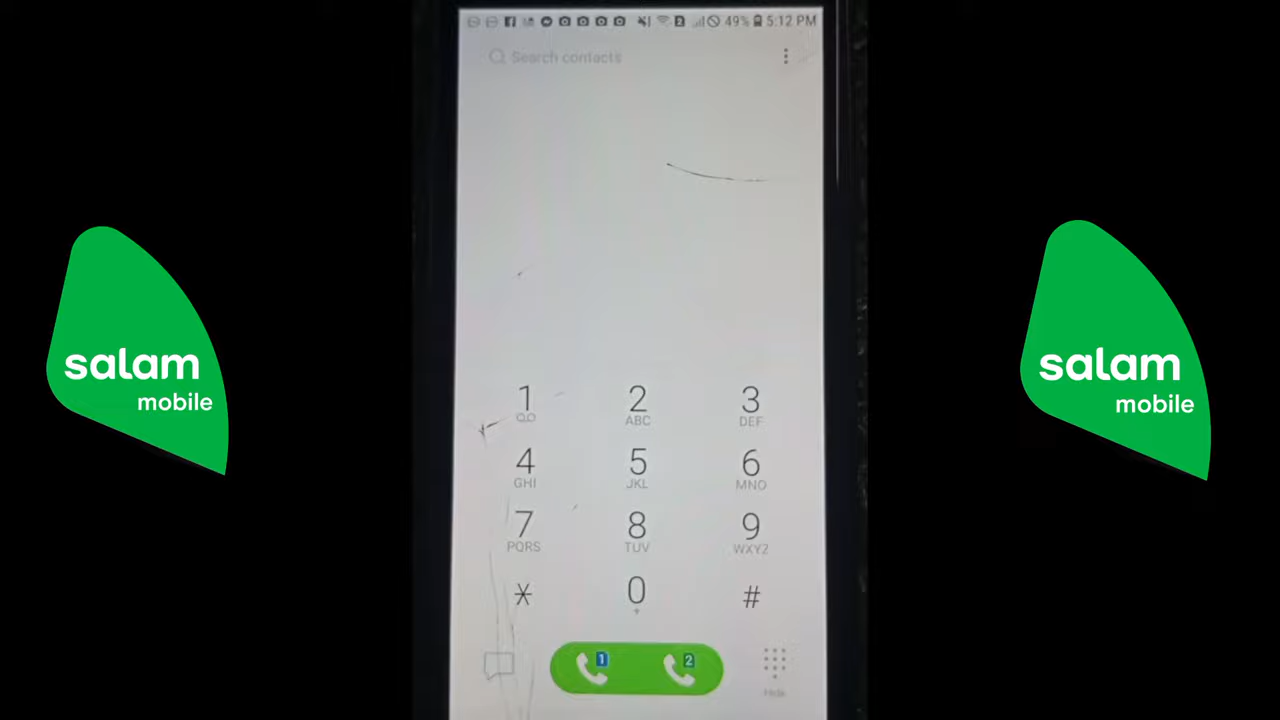 49% 5:12 PM
Search contacts
1
2
ABC
3
DEF
4
GHI
5
JKL
6
MNO
7
PQRS
8
TUV
9
WXYZ
*
0
+
#
1
2
Hide
salam
mobile
salam
mobile